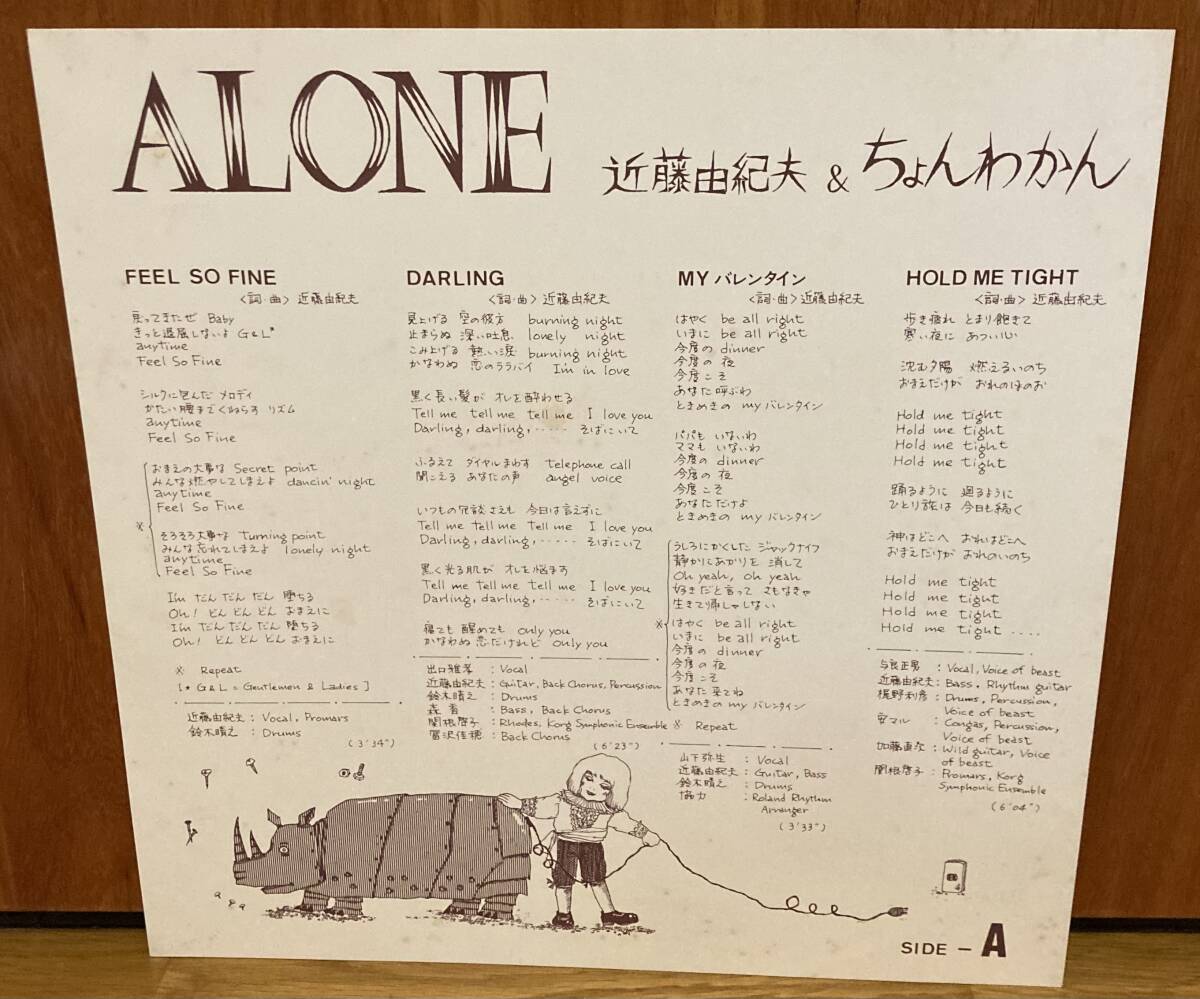 ALONE
近藤由紀夫 & ちょんわかん
FEEL SO FINE
〈詞・曲〉近藤由紀夫
戻ってきたぜ Baby
きっと退屈しないよ G&L*
anytime
Feel So Fine
シルクに包んだ メロディ
かたい腰までくねらす リズム
anytime
Feel So Fine
おまえの大事な Secret point
みんな燃やしてしまえよ dancin' night
anytime
Feel So Fine
※
そろそろ大事な turning point
みんな忘れてしまえよ lonely night
anytime
Feel So Fine
I'm だん だん だん 堕ちる
Oh! どん どん どん おまえに
I'm だん だん だん 堕ちる
Oh! どん どん どん おまえに
※ Repeat
[* G&L = Gentlemen & Ladies]
近藤由紀夫 : Vocal, Promars
鈴木晴之 : Drums
(3'34")
DARLING
〈詞・曲〉近藤由紀夫
見上げる 空の彼方 burning night
止まらぬ 深い吐息 lovely night
こみ上げる 熱い涙 burning night
かなわぬ 恋のララバイ I'm in love
黒く長い髪が オレを酔わせる
Tell me tell me tell me I love you
Darling, darling, ‥‥‥ そばにいて
ふるえて ダイヤルまわす telephone call
聞こえる あなたの声 angel voice
いつもの冗談さえも 今日は言えずに
Tell me tell me tell me I love you
Darling, darling, ‥‥‥ そばにいて
黒く光る肌が オレを悩ます
Tell me tell me tell me I love you
Darling, darling, ‥‥‥ そばにいて
寝ても 醒めても only you
かなわぬ恋だけれど only you
出口雅孝 : Vocal
近藤由紀夫 : Guitar, Back Chorus, Percussion
鈴木晴之 : Drums
森 : Bass, Back Chorus
関根啓子 : Rhodes, Korg Symphonic Ensemble
富沢佳穂 : Back Chorus
(6'23")
MY バレンタイン
〈詞・曲〉近藤由紀夫
はやく be all right
いまに be all right
今度の dinner
今度の 夜
今度こそ
あなた呼ぶわ
ときめきの my バレンタイン
パパも いないわ
ママも いないわ
今度の dinner
今度の 夜
今度こそ
あなただけよ
ときめきの my バレンタイン
うしろにかくした ジャックナイフ
静かにあかりを 消して
Oh yeah, oh yeah
好きだと言って さもなきゃ
生きて帰しゃしない
※
はやく be all right
いまに be all right
今度の dinner
今度の 夜
今度こそ
あなた 来てね
ときめきの my バレンタイン
※ Repeat
山下弥生 : Vocal
近藤由紀夫 : Guitar, Bass
鈴木晴之 : Drums
協力 : Roland Rhythm
Arranger
(3'33")
HOLD ME TIGHT
〈詞・曲〉近藤由紀夫
歩き疲れ とまり飽きて
寒い夜に あつい心
沈む夕陽 燃えるいのち
おまえだけが おれのほのお
Hold me tight
Hold me tight
Hold me tight
Hold me tight
踊るように 廻るように
ひとり旅は 今日も続く
神はどこへ おれはどこへ
おまえだけが おれのいのち
Hold me tight
Hold me tight
Hold me tight
Hold me tight ‥‥
与良正男 : Vocal, Voice of beast
近藤由紀夫 : Bass, Rhythm guitar
梶野利彦 : Drums, Percussion,
Voice of beast
マル : Congas, Percussion,
Voice of beast
加藤直次 : Wild guitar, Voice
of beast
関根啓子 : Promars, Korg
Symphonic Ensemble
(6'04")
SIDE – A